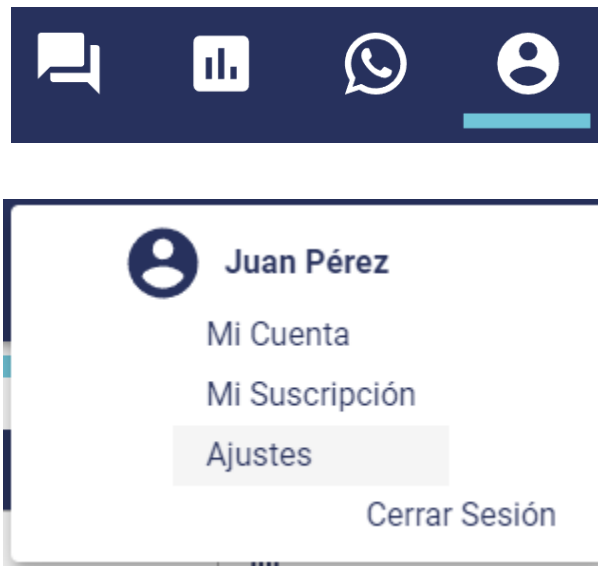 Juan Pérez
Mi Cuenta
Mi Suscripción
Ajustes
Cerrar Sesión